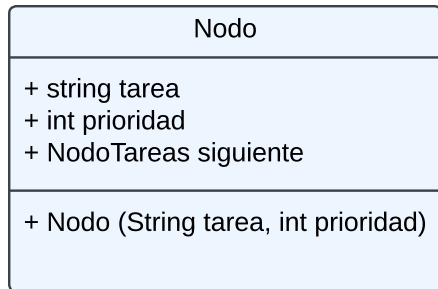 Nodo
+ string tarea
+ int prioridad
+ NodoTareas siguiente
+ Nodo (String tarea, int prioridad)